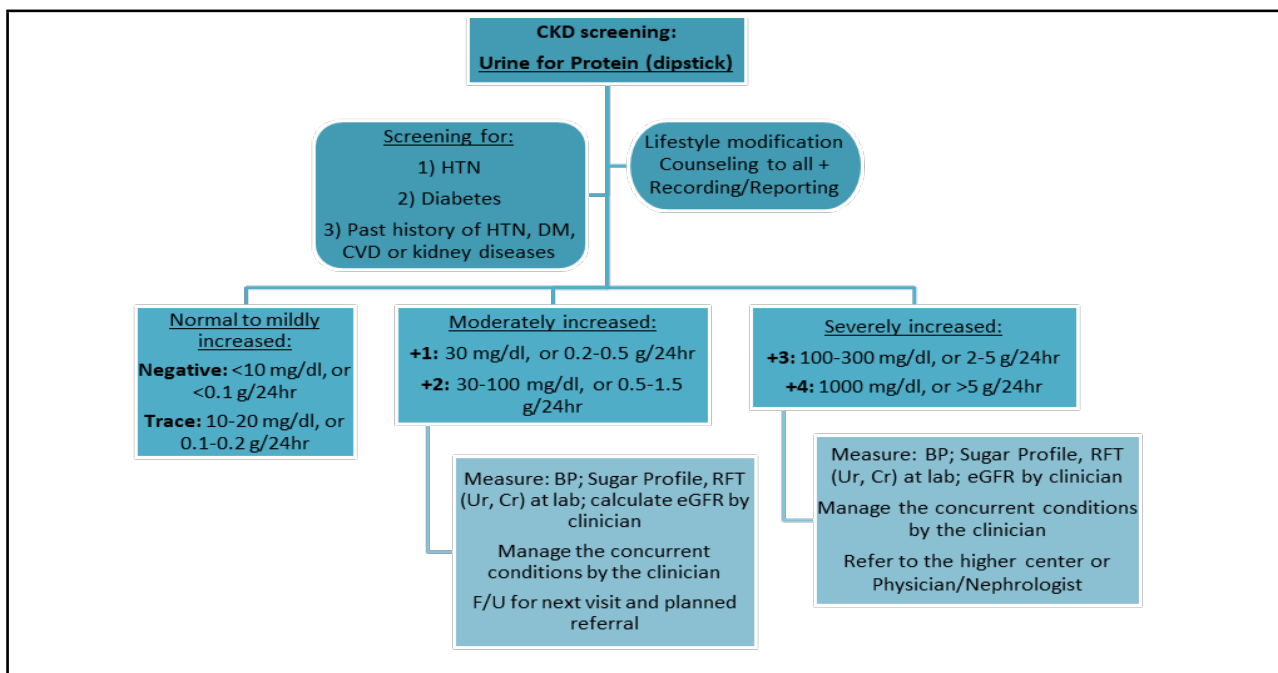 CKD screening:
Urine for Protein (dipstick)
Screening for:
1) HTN
2) Diabetes
3) Past history of HTN, DM,
CVD or kidney diseases
Lifestyle modification
Counseling to all +
Recording/Reporting
Normal to mildly
increased:
Negative: <10 mg/dl, or
<0.1 g/24hr
Trace: 10-20 mg/dl, or
0.1-0.2 g/24hr
Moderately increased:
+1: 30 mg/dl, or 0.2-0.5 g/24hr
+2: 30-100 mg/dl, or 0.5-1.5
g/24hr
Severely increased:
+3: 100-300 mg/dl, or 2-5 g/24hr
+4: 1000 mg/dl, or >5 g/24hr
Measure: BP; Sugar Profile, RFT
(Ur, Cr) at lab; calculate eGFR by
clinician
Manage the concurrent
conditions by the clinician
F/U for next visit and planned
referral
Measure: BP; Sugar Profile, RFT
(Ur, Cr) at lab; eGFR by clinician
Manage the concurrent conditions
by the clinician
Refer to the higher center or
Physician/Nephrologist